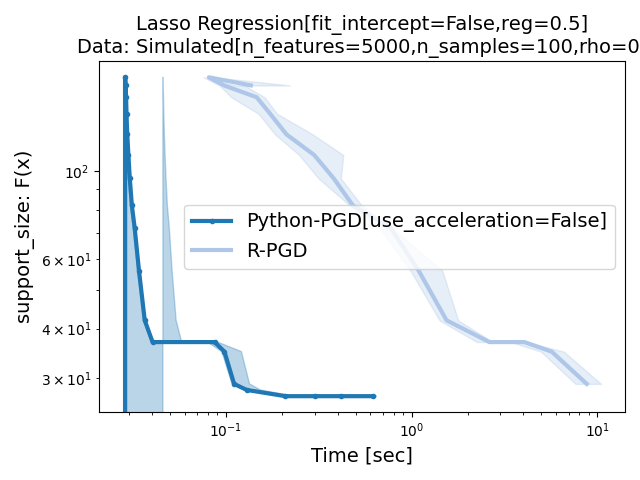 Lasso Regression[fit_intercept=False,reg=0.5]
Data: Simulated[n_features=5000,n_samples=100,rho=0
support_size: F(x)
10²
6 × 10¹
4 × 10¹
3 × 10¹
Python-PGD[use_acceleration=False]
R-PGD
10⁻¹
10⁰
10¹
Time [sec]